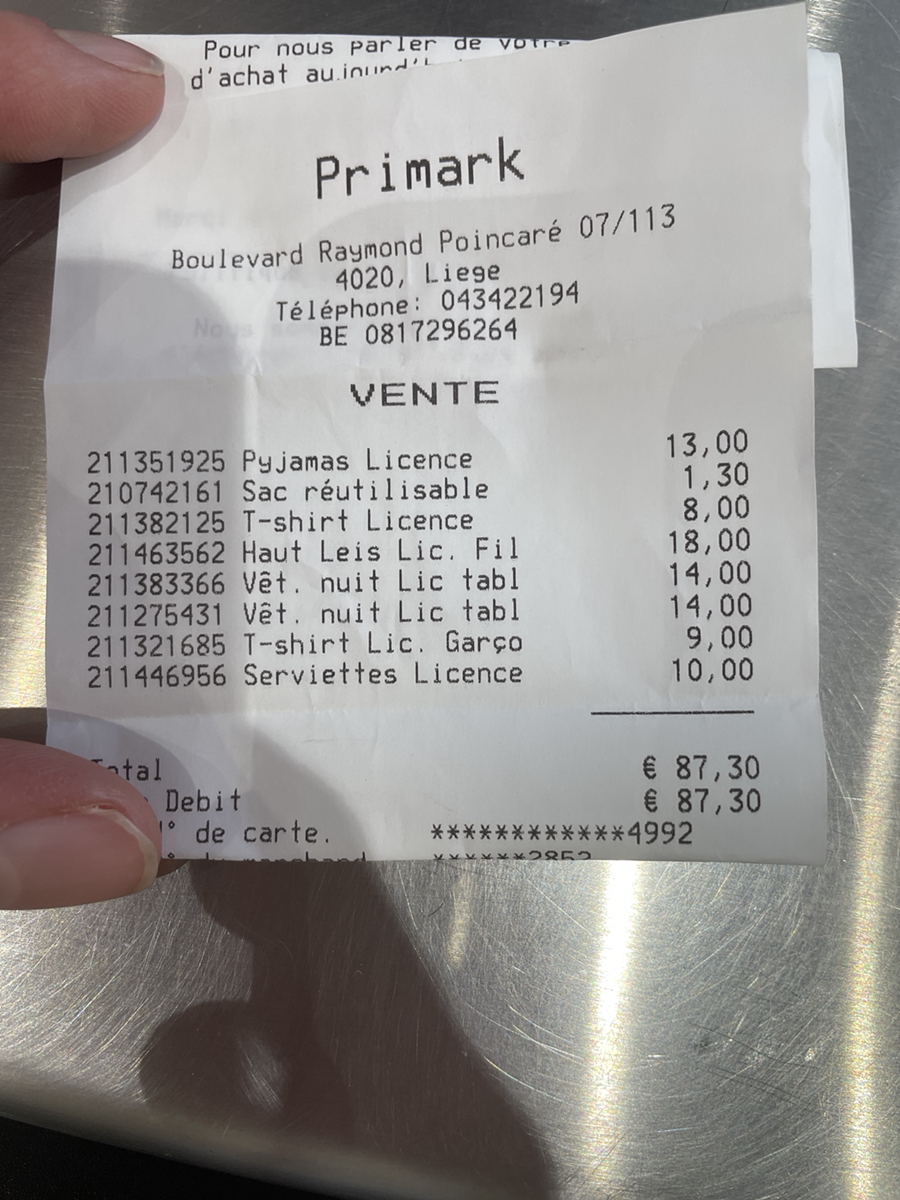 Pour nous parler de votre
d'achat aujourd'h
Primark
Boulevard Raymond Poincaré 07/113
4020, Liege
Téléphone: 043422194
BE 0817296264
VENTE
211351925 Pyjamas Licence 13,00
210742161 Sac réutilisable 1,30
211382125 T-shirt Licence 8,00
211463562 Haut Leis Lic. Fil 18,00
211383366 Vêt. nuit Lic tabl 14,00
211275431 Vêt. nuit Lic tabl 14,00
211321685 T-shirt Lic. Garço 9,00
211446956 Serviettes Licence 10,00
Total € 87,30
Debit € 87,30
° de carte. ************4992